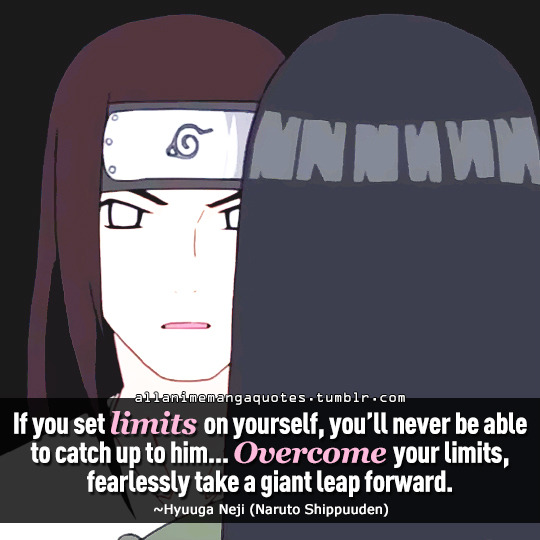 allanimemangaquotes.tumblr.com
If you set limits on yourself, you'll never be able
to catch up to him... Overcome your limits,
fearlessly take a giant leap forward.
~Hyuuga Neji (Naruto Shippuuden)